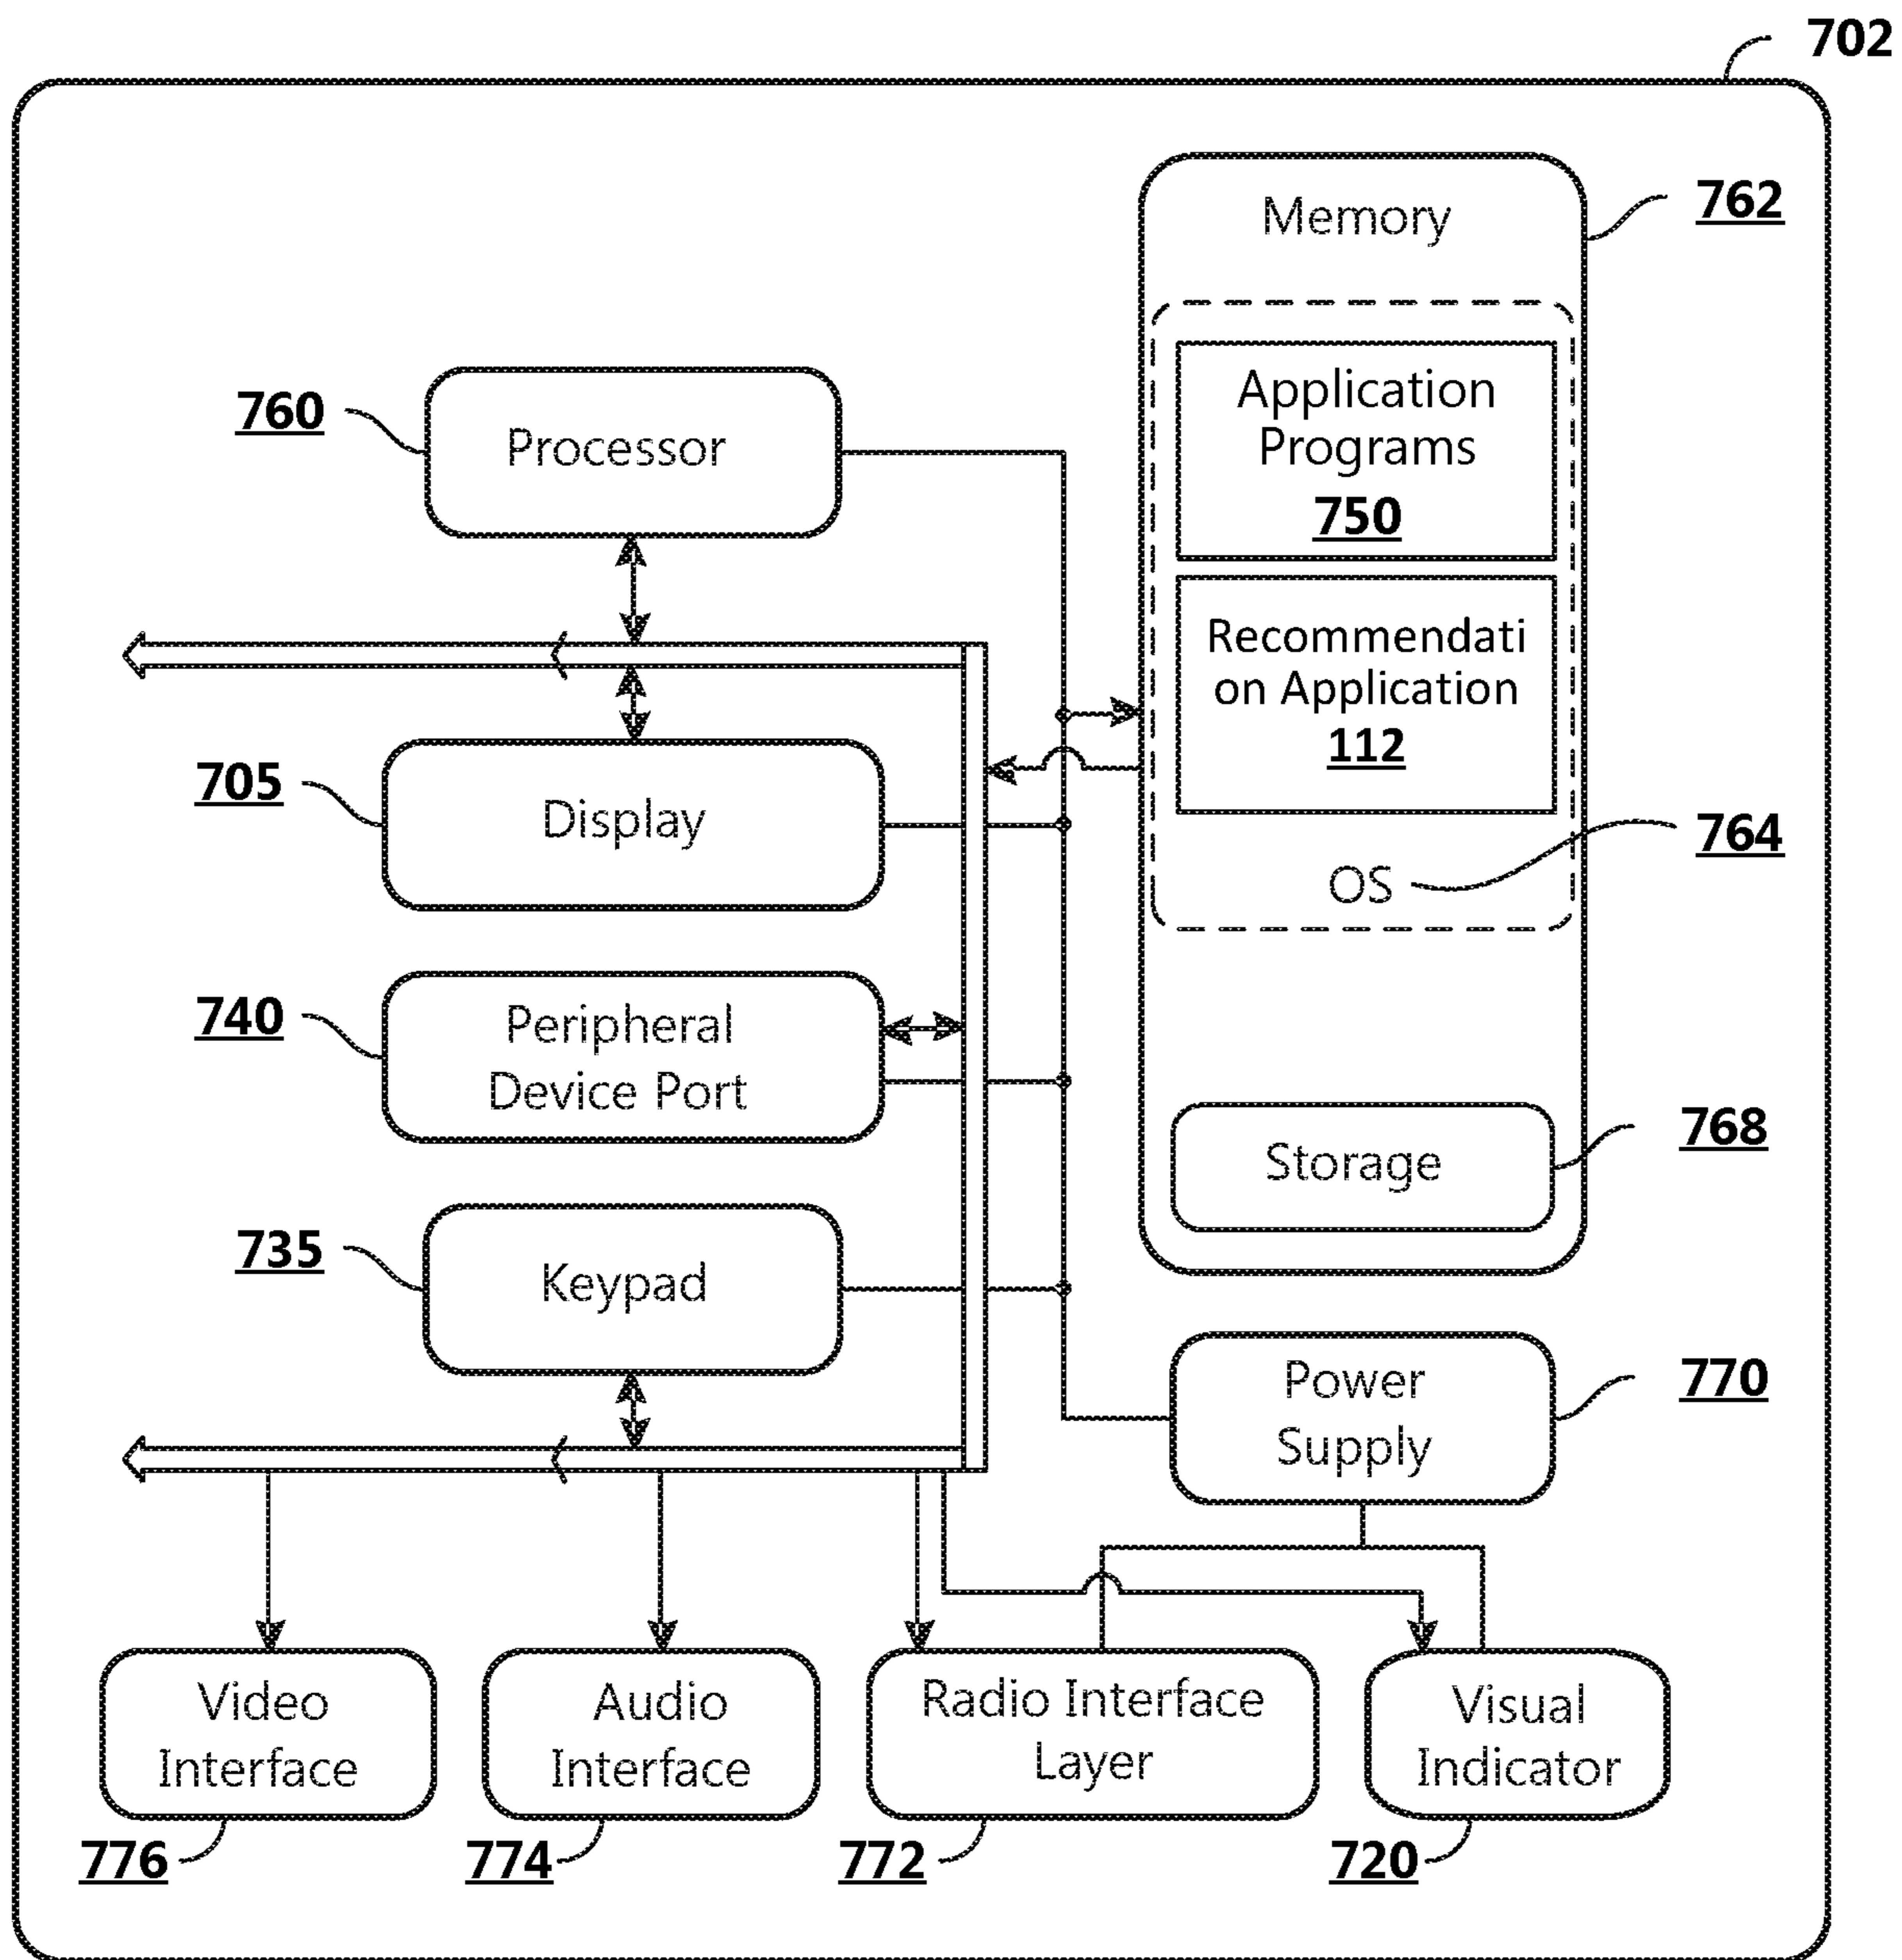 702
Memory
762
Application
Programs
750
760
Processor
Recommendati
on Application
112
705
Display
764
OS
740
Peripheral
Device Port
768
Storage
735
Keypad
Power
Supply
770
Video
Interface
776
Audio
Interface
774
Radio Interface
Layer
772
Visual
Indicator
720